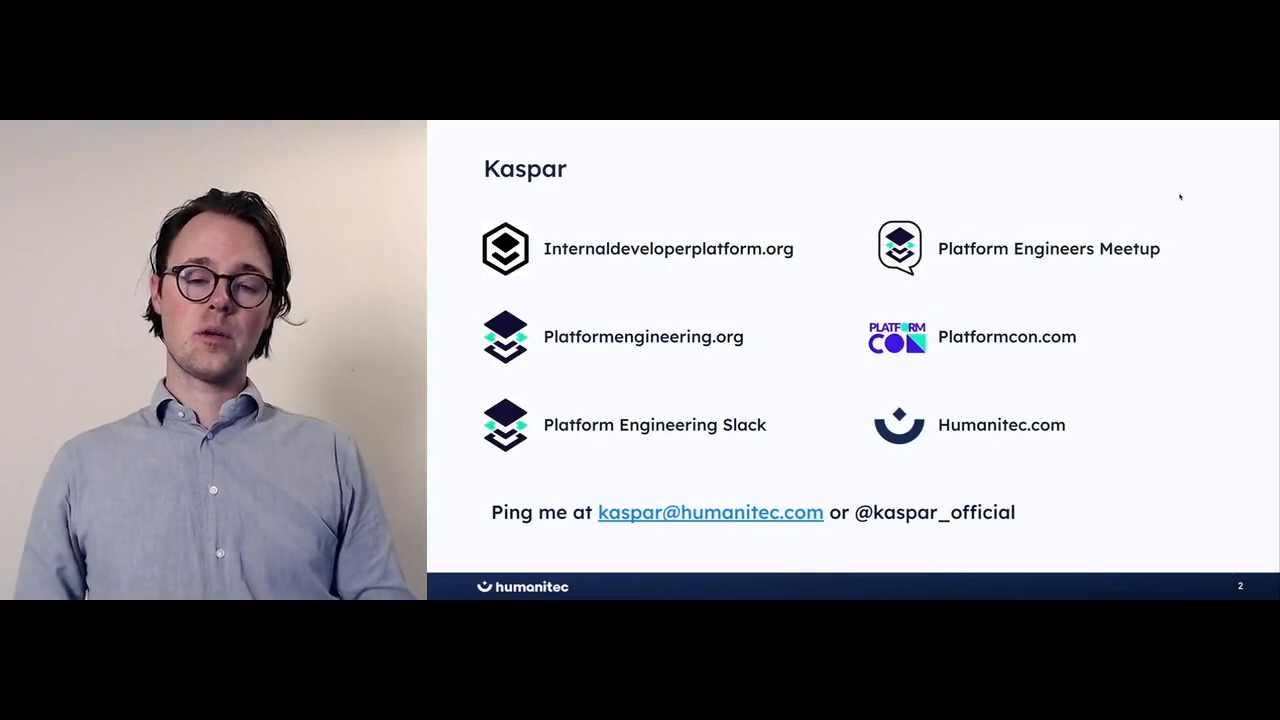 Kaspar
Internaldeveloperplatform.org
Platform Engineers Meetup
Platformengineering.org
PLATFORM
CON
Platformcon.com
Platform Engineering Slack
Humanitec.com
Ping me at kaspar@humanitec.com or @kaspar_official
humanitec
2